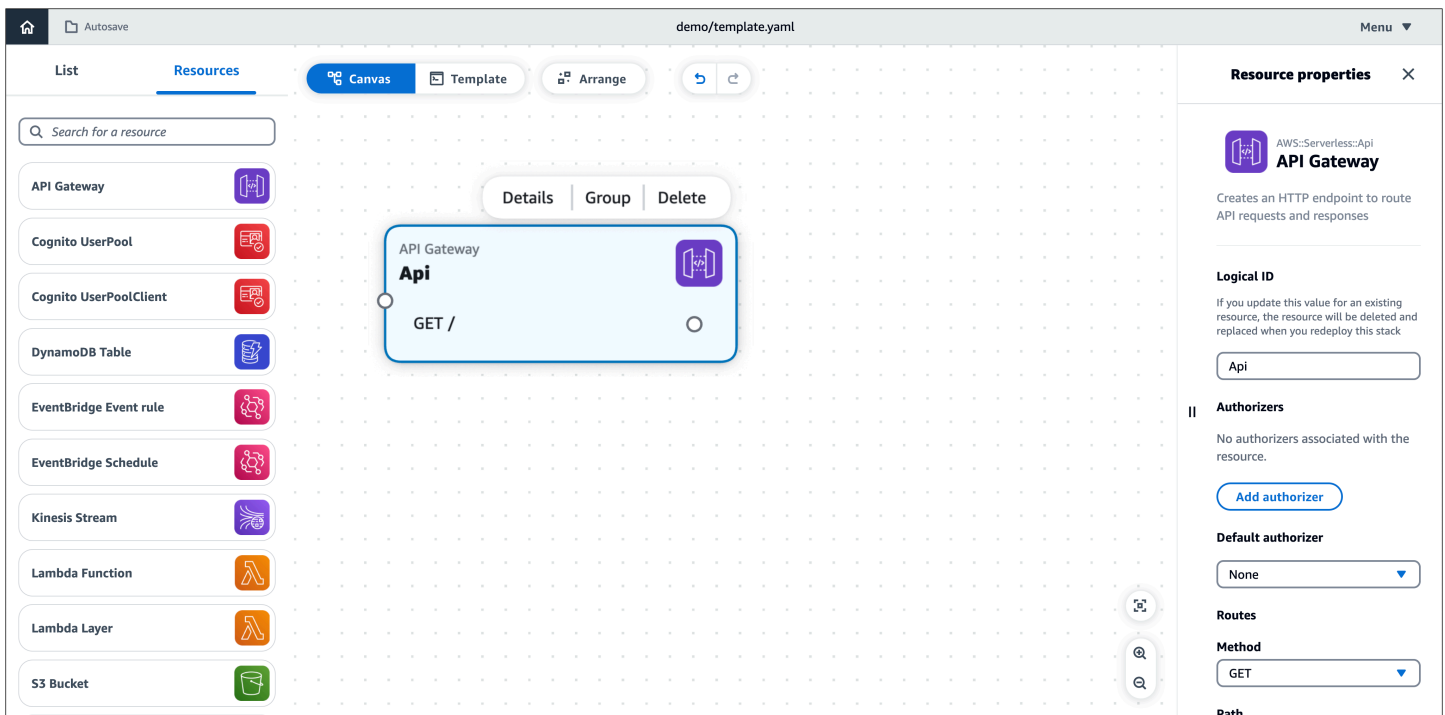 Autosave
demo/template.yaml
Menu
List
Resources
Search for a resource
API Gateway
Cognito UserPool
Cognito UserPoolClient
DynamoDB Table
EventBridge Event rule
EventBridge Schedule
Kinesis Stream
Lambda Function
Lambda Layer
S3 Bucket
Canvas
Template
Arrange
Details
Group
Delete
API Gateway
Api
GET /
Resource properties
AWS::Serverless::Api
API Gateway
Creates an HTTP endpoint to route
API requests and responses
Logical ID
If you update this value for an existing
resource, the resource will be deleted and
replaced when you redeploy this stack
Api
Authorizers
No authorizers associated with the
resource.
Add authorizer
Default authorizer
None
Routes
Method
GET
Path